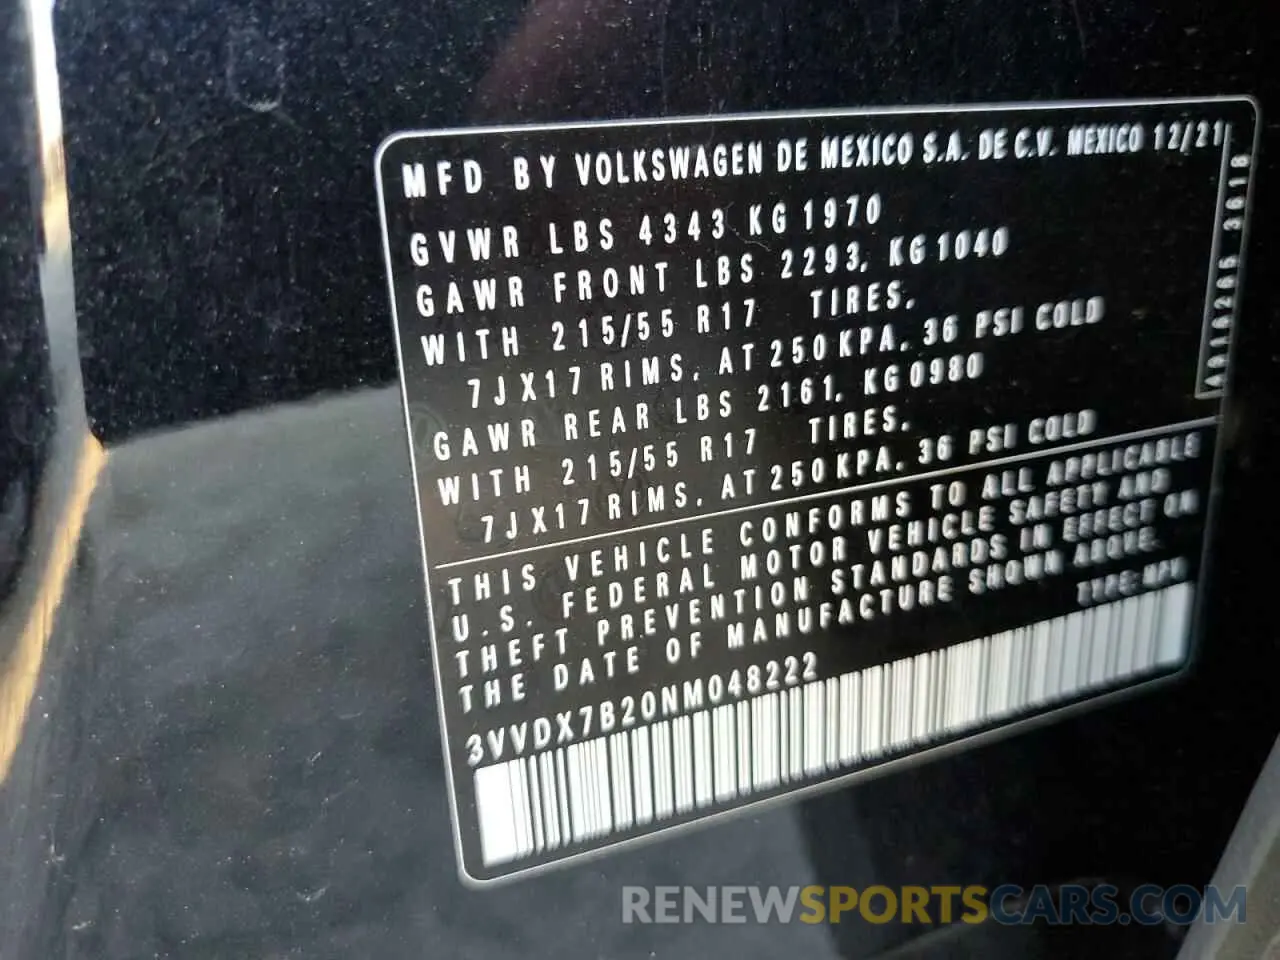 MFD BY VOLKSWAGEN DE MEXICO S.A. DE C.V. MEXICO 12/21
GVWR LBS 4343 KG 1970
GAWR FRONT LBS 2293, KG 1040
WITH 215/55 R17 TIRES,
7JX17 RIMS, AT 250 KPA, 36 PSI COLD
GAWR REAR LBS 2161, KG 0980
WITH 215/55 R17 TIRES,
7JX17 RIMS, AT 250 KPA, 36 PSI COLD
THIS VEHICLE CONFORMS TO ALL APPLICABLE
U.S. FEDERAL MOTOR VEHICLE SAFETY AND
THEFT PREVENTION STANDARDS IN EFFECT ON
THE DATE OF MANUFACTURE SHOWN ABOVE.
TYPE: MPV
3VVDX7B20NM048222
3618
RENEWSPORTSCARS.COM